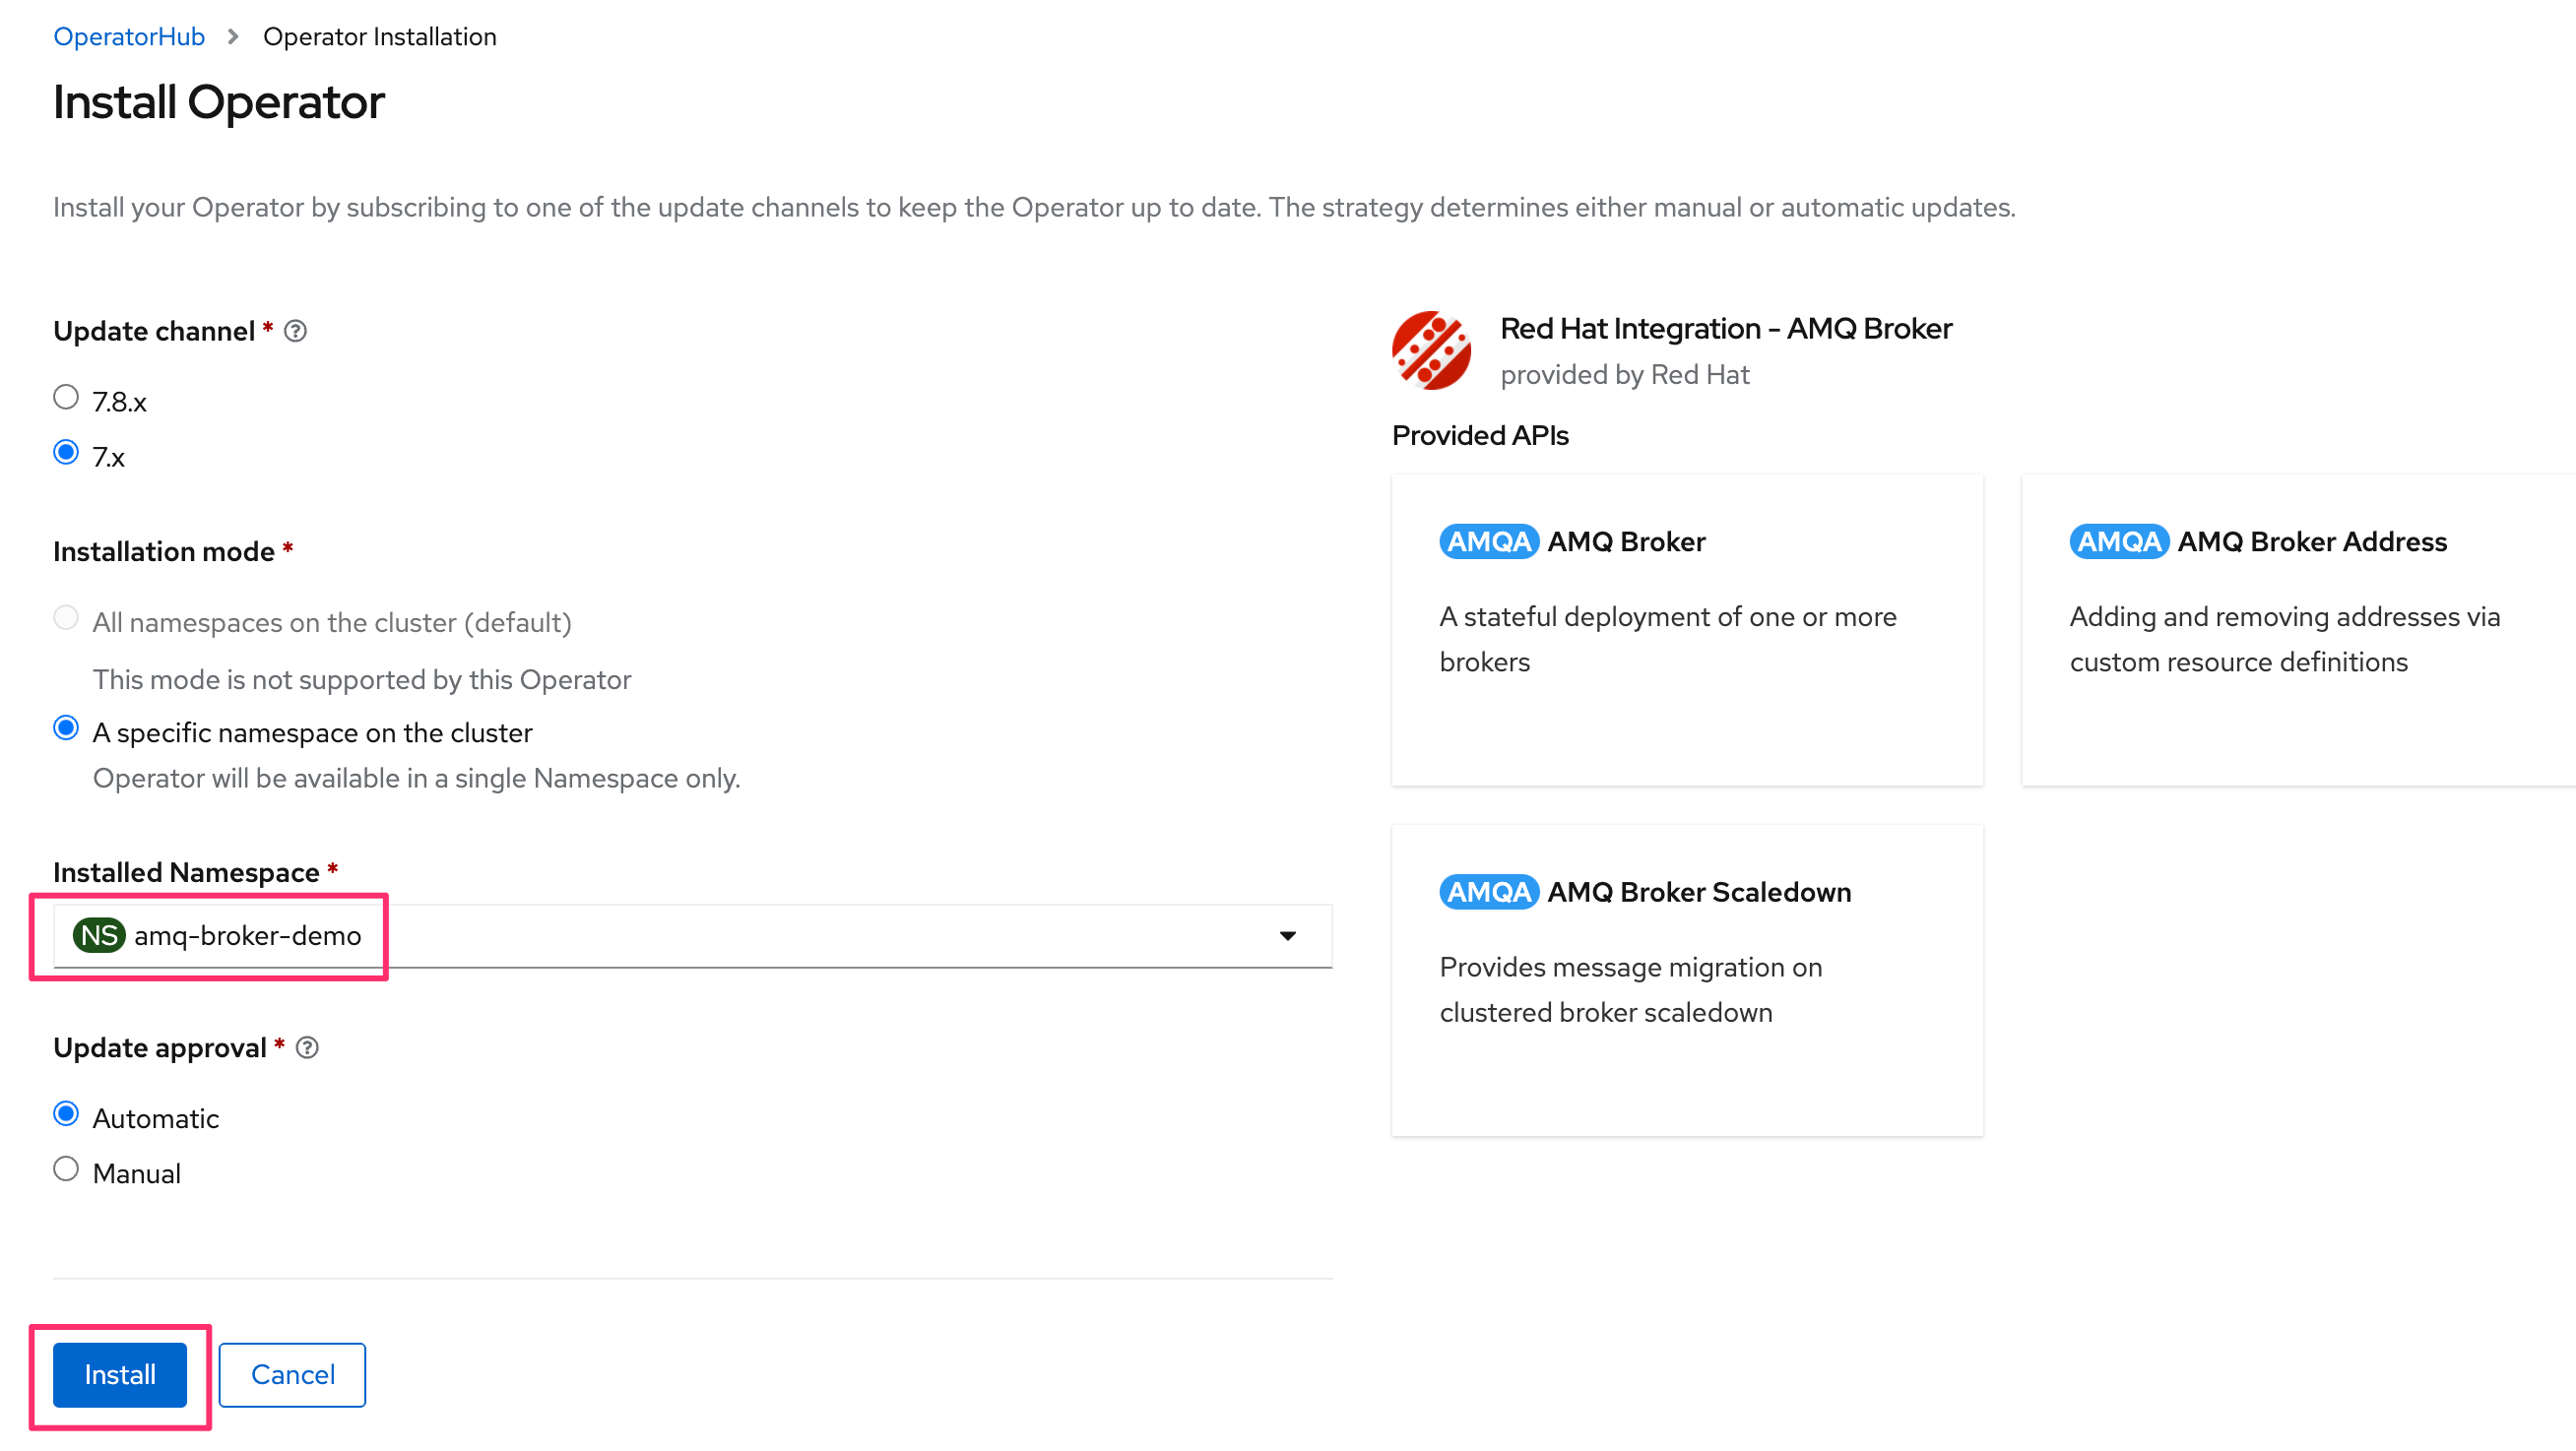 OperatorHub > Operator Installation
Install Operator
Install your Operator by subscribing to one of the update channels to keep the Operator up to date. The strategy determines either manual or automatic updates.
Update channel *
7.8.x
7.x
Installation mode *
All namespaces on the cluster (default)
This mode is not supported by this Operator
A specific namespace on the cluster
Operator will be available in a single Namespace only.
Installed Namespace *
NS amq-broker-demo
Update approval *
Automatic
Manual
Install Cancel
Red Hat Integration - AMQ Broker
provided by Red Hat
Provided APIs
AMQA AMQ Broker
A stateful deployment of one or more
brokers
AMQA AMQ Broker Address
Adding and removing addresses via
custom resource definitions
AMQA AMQ Broker Scaledown
Provides message migration on
clustered broker scaledown